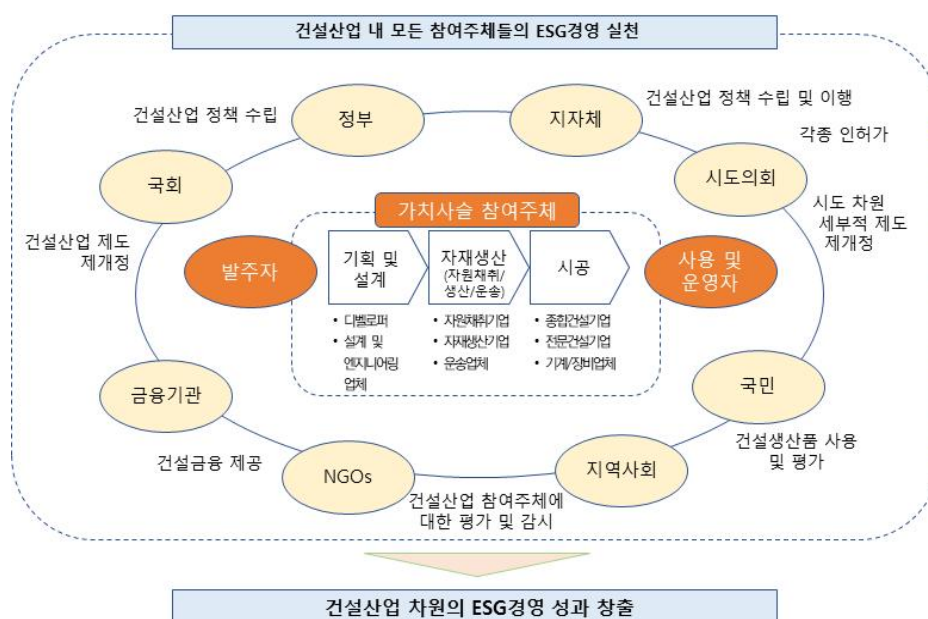 건설산업 내 모든 참여주체들의 ESG경영 실천
건설산업 정책 수립
정부
지자체
건설산업 정책 수립 및 이행
각종 인허가
국회
시도의회
건설산업 제도
제개정
시도 차원
세부적 제도
제개정
가치사슬 참여주체
발주자
기획 및
설계
자재생산
(자원채취/
생산/운송)
시공
사용 및
운영자
• 디벨로퍼
• 설계 및
엔지니어링
업체
• 자원채취기업
• 자재생산기업
• 운송업체
• 종합건설기업
• 전문건설기업
• 기계/장비업체
금융기관
국민
건설금융 제공
건설생산품 사용
및 평가
NGOs
지역사회
건설산업 참여주체에
대한 평가 및 감시
건설산업 차원의 ESG경영 성과 창출